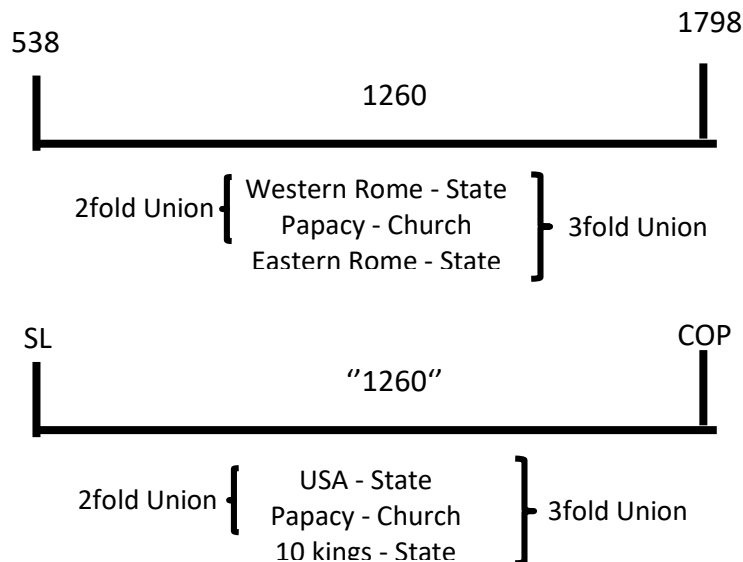 538
1798
1260
2fold Union
Western Rome - State
Papacy - Church
Eastern Rome - State
3fold Union
SL
COP
″1260″
2fold Union
USA - State
Papacy - Church
10 kings - State
3fold Union